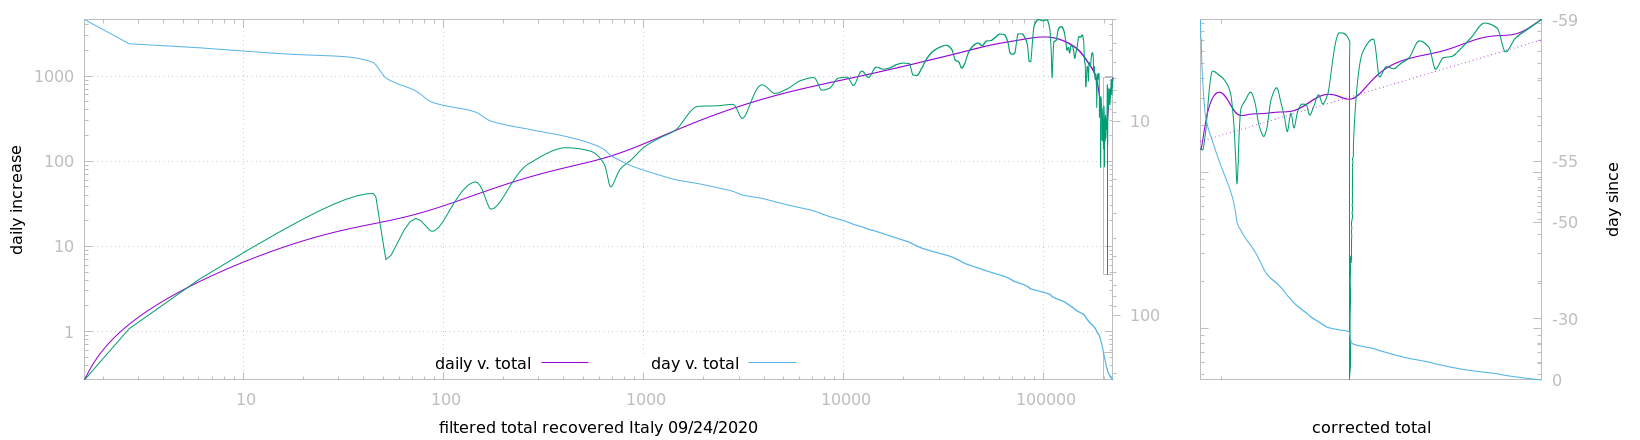 -59
1000
10
100
-55
daily increase
day since
-50
10
100
-30
1
daily v. total
day v. total
0
10
100
1000
10000
100000
filtered total recovered Italy 09/24/2020
corrected total